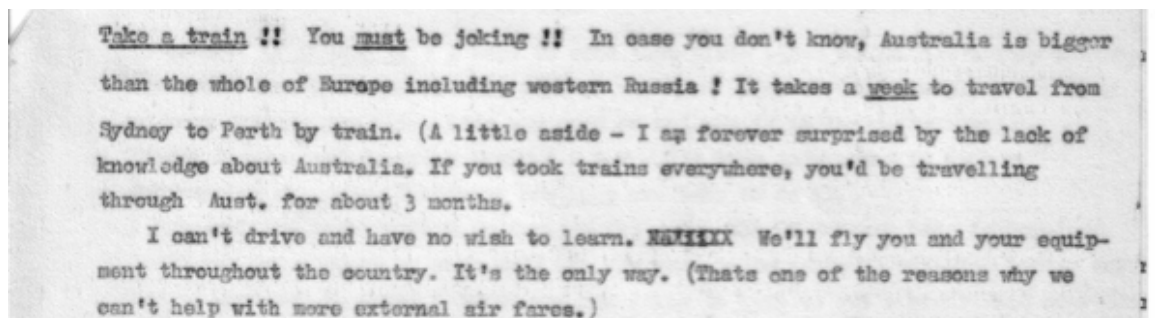 Take a train !! You must be joking !! In case you don't know, Australia is bigger
than the whole of Europe including western Russia ! It takes a week to travel from
Sydney to Perth by train. (A little aside - I am forever surprised by the lack of
knowledge about Australia. If you took trains everywhere, you'd be travelling
through Aust. for about 3 months.
I can't drive and have no wish to learn. We'll fly you and your equip-
ment throughout the country. It's the only way. (Thats one of the reasons why we
can't help with more external air fares.)